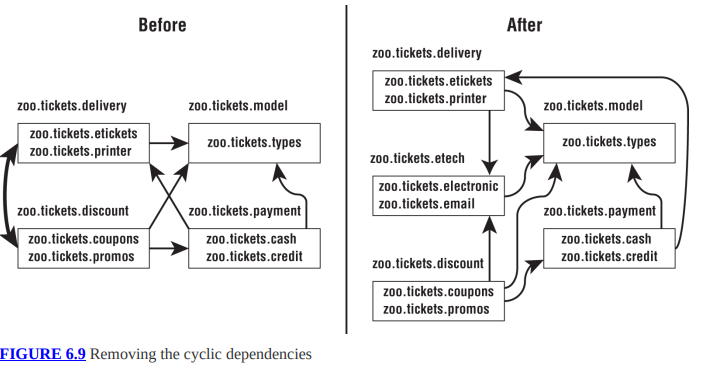 Before
zoo.tickets.delivery
zoo.tickets.etickets
zoo.tickets.printer
zoo.tickets.model
zoo.tickets.types
zoo.tickets.discount
zoo.tickets.coupons
zoo.tickets.promos
zoo.tickets.payment
zoo.tickets.cash
zoo.tickets.credit
After
zoo.tickets.delivery
zoo.tickets.etickets
zoo.tickets.printer
zoo.tickets.model
zoo.tickets.types
zoo.tickets.etech
zoo.tickets.electronic
zoo.tickets.email
zoo.tickets.payment
zoo.tickets.cash
zoo.tickets.credit
zoo.tickets.discount
zoo.tickets.coupons
zoo.tickets.promos
FIGURE 6.9 Removing the cyclic dependencies